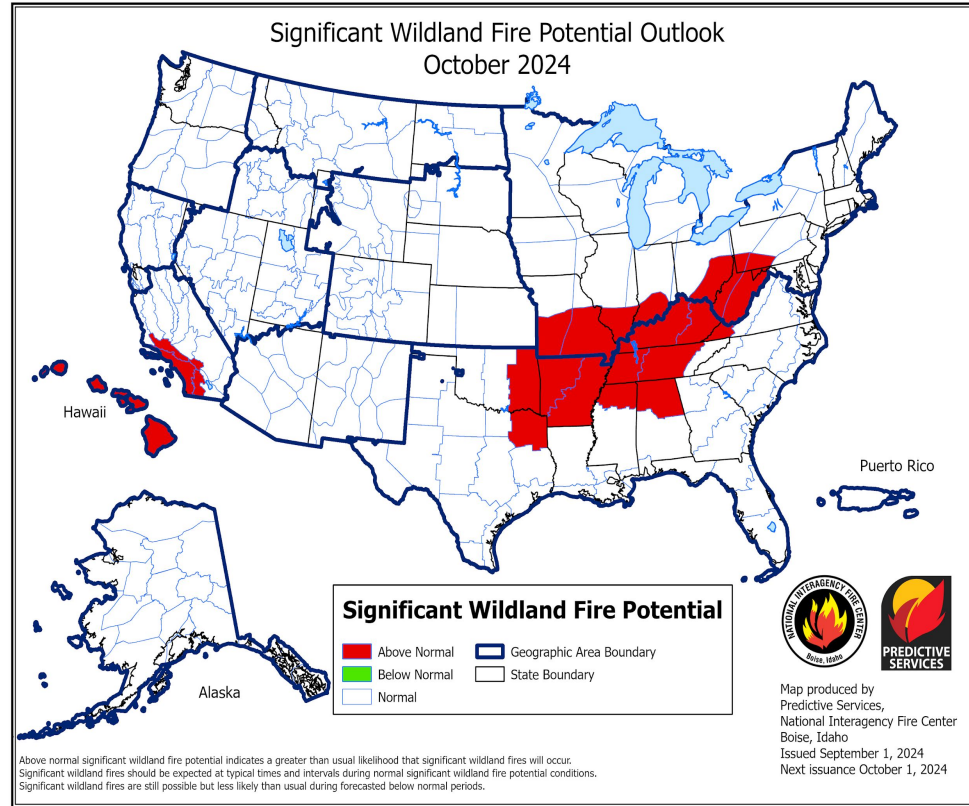 Significant Wildland Fire Potential Outlook
October 2024
Hawaii
Puerto Rico
Alaska
Significant Wildland Fire Potential
Above Normal
Geographic Area Boundary
Below Normal
State Boundary
Normal
NATIONAL INTERAGENCY FIRE CENTER
Boise, Idaho
PREDICTIVE
SERVICES
Map produced by
Predictive Services,
National Interagency Fire Center
Boise, Idaho
Issued September 1, 2024
Next issuance October 1, 2024
Above normal significant wildland fire potential indicates a greater than usual likelihood that significant wildland fires will occur.
Significant wildland fires should be expected at typical times and intervals during normal significant wildland fire potential conditions.
Significant wildland fires are still possible but less likely than usual during forecasted below normal periods.